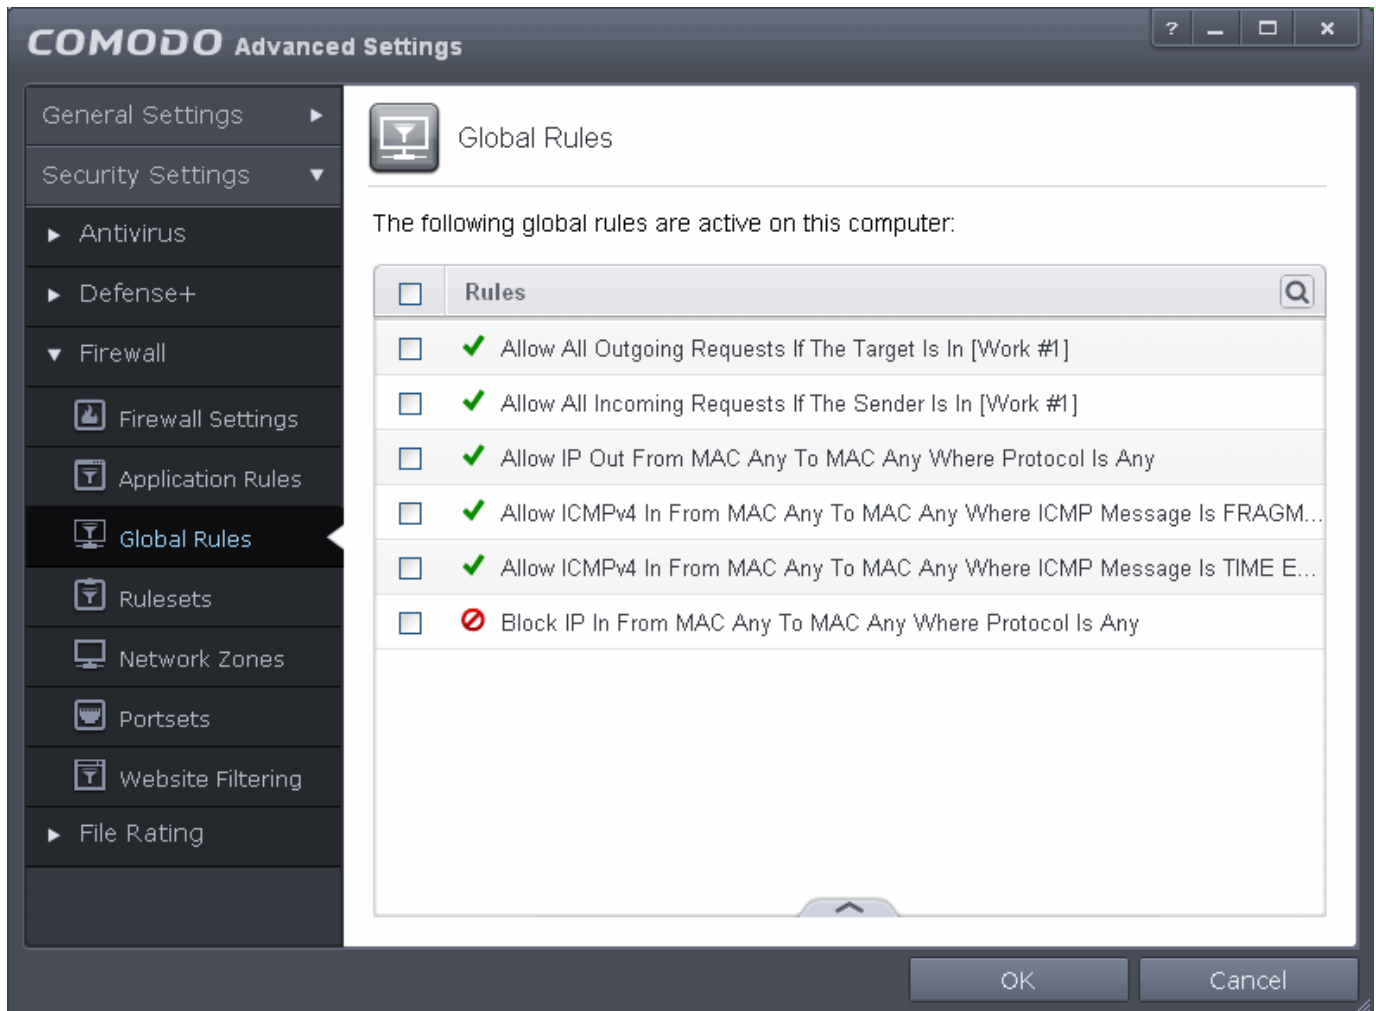 COMODO Advanced Settings
?
General Settings
Security Settings
Antivirus
Defense+
Firewall
Firewall Settings
Application Rules
Global Rules
Rulesets
Network Zones
Portsets
Website Filtering
File Rating
Global Rules
The following global rules are active on this computer:
Rules
Allow All Outgoing Requests If The Target Is In [Work #1]
Allow All Incoming Requests If The Sender Is In [Work #1]
Allow IP Out From MAC Any To MAC Any Where Protocol Is Any
Allow ICMPv4 In From MAC Any To MAC Any Where ICMP Message Is FRAGM...
Allow ICMPv4 In From MAC Any To MAC Any Where ICMP Message Is TIME E...
Block IP In From MAC Any To MAC Any Where Protocol Is Any
OK
Cancel